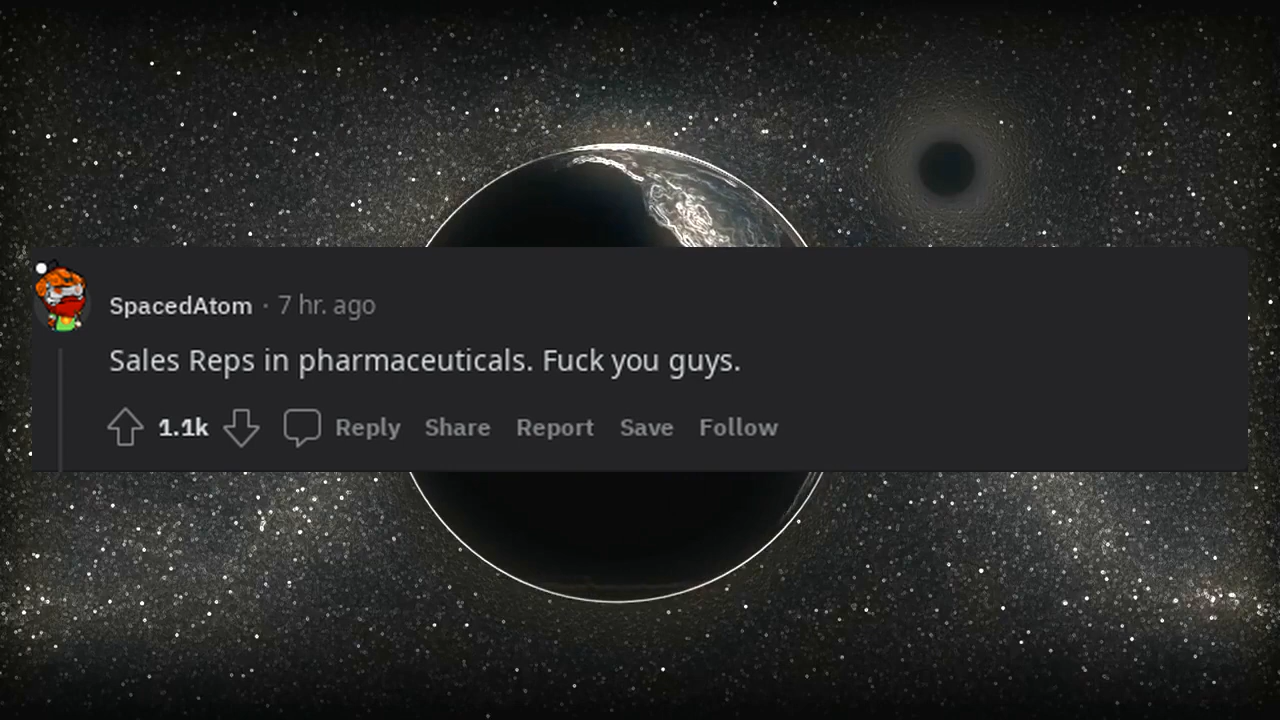 SpacedAtom · 7 hr. ago
Sales Reps in pharmaceuticals. Fuck you guys.
1.1k Reply Share Report Save Follow